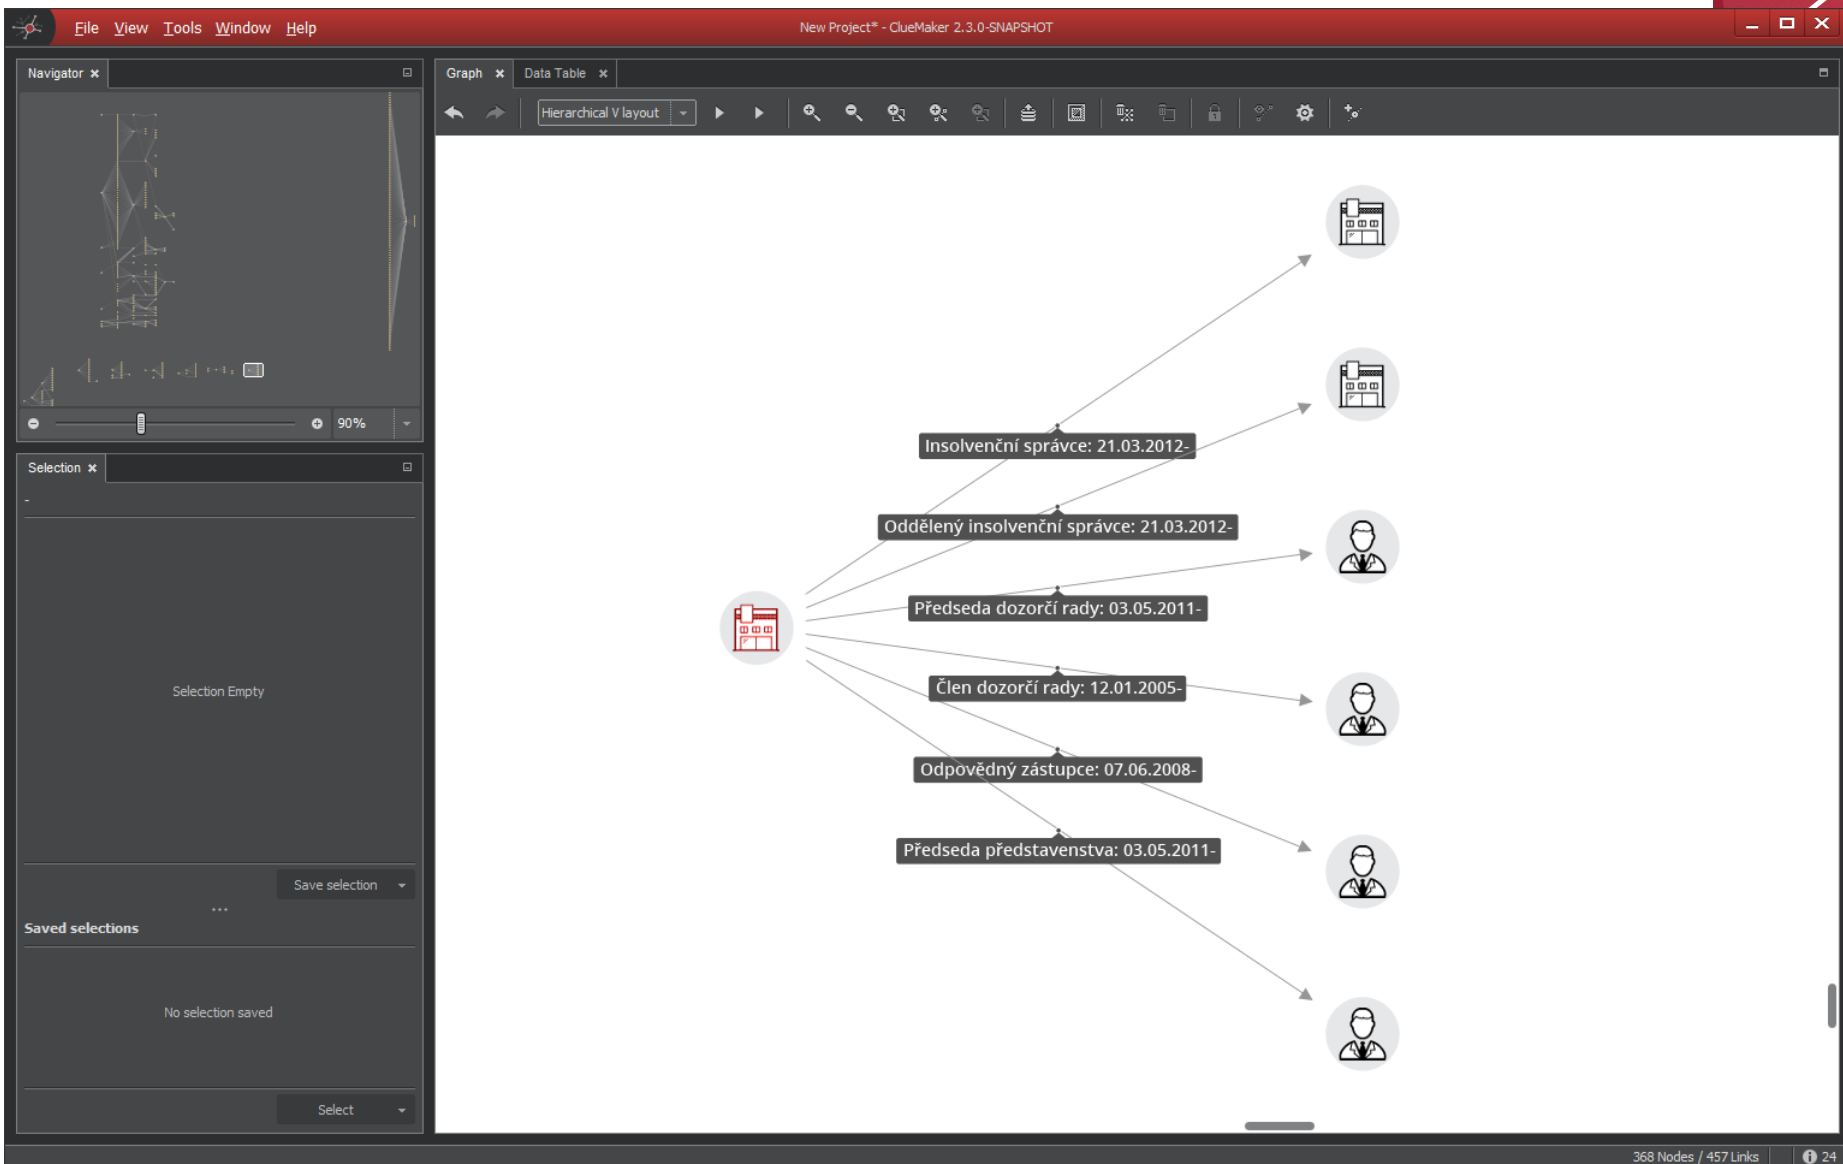 File View Tools Window Help
New Project* - ClueMaker 2.3.0-SNAPSHOT
Navigator
Graph
Data Table
Hierarchical V layout
90%
Selection
-
Selection Empty
Save selection
Saved selections
No selection saved
Select
Insolvenční správce: 21.03.2012-
Oddělený insolvenční správce: 21.03.2012-
Předseda dozorčí rady: 03.05.2011-
Člen dozorčí rady: 12.01.2005-
Odpovědný zástupce: 07.06.2008-
Předseda představenstva: 03.05.2011-
368 Nodes / 457 Links
24